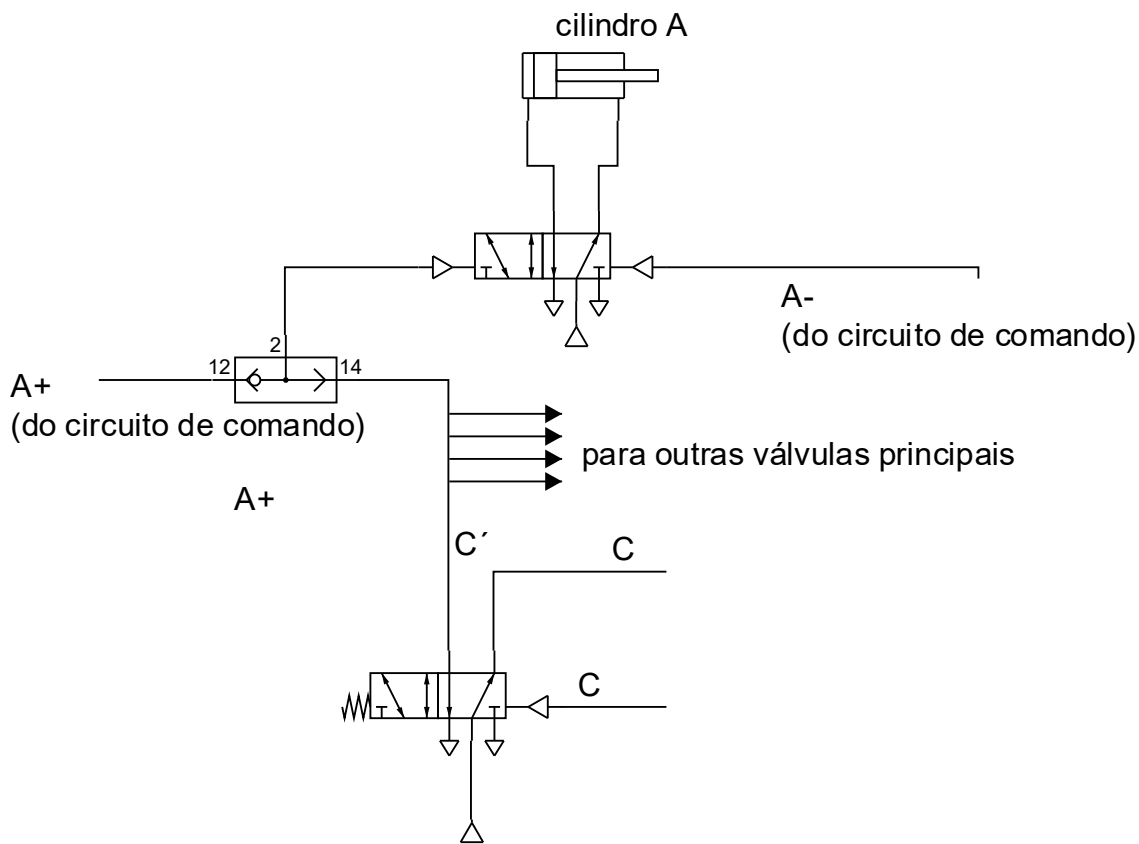 cilindro A
A-
(do circuito de comando)
2
12
14
A+
(do circuito de comando)
para outras válvulas principais
A+
C´
C
C